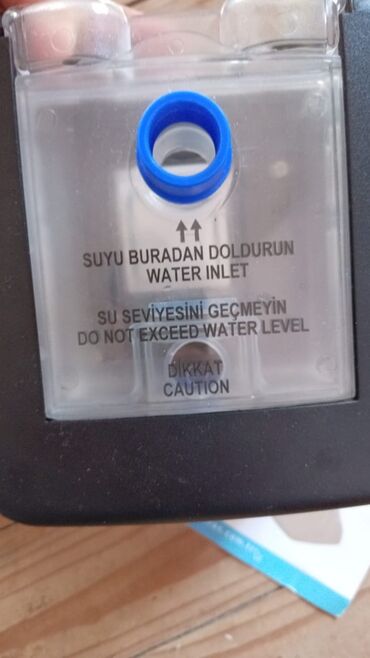 SUYU BURADAN DOLDURUN
WATER INLET
SU SEVİYESİNİ GEÇMEYİN
DO NOT EXCEED WATER LEVEL
DİKKAT
CAUTION